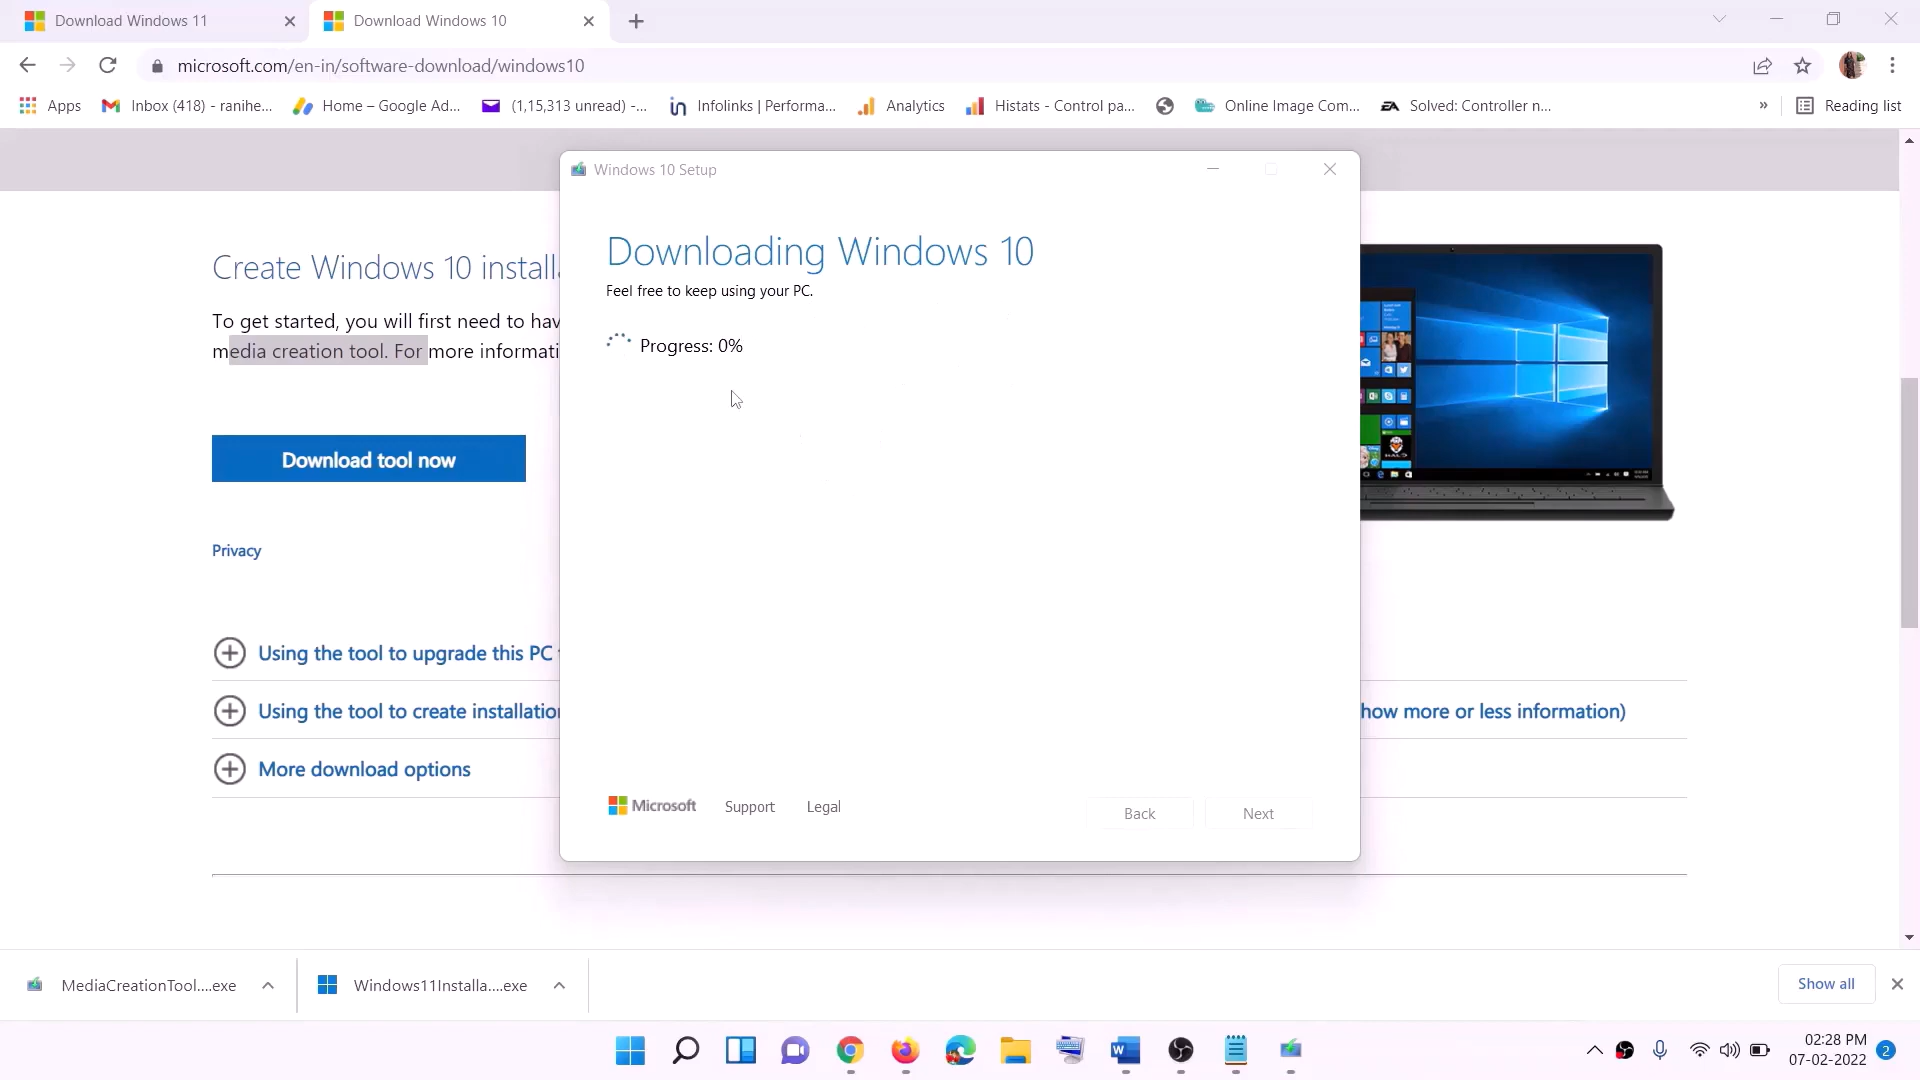 Download Windows 11
Download Windows 10
microsoft.com/en-in/software-download/windows10
Apps
Inbox (418) - ranihe...
Home – Google Ad...
(1,15,313 unread) -...
Infolinks | Performa...
Analytics
Histats - Control pa...
Online Image Com...
Solved: Controller n...
»
Reading list
Windows 10 Setup
Downloading Windows 10
Feel free to keep using your PC.
Progress: 0%
Microsoft
Support
Legal
Back
Next
Create Windows 10 installa
To get started, you will first need to hav
media creation tool. For more informati
Download tool now
Privacy
Using the tool to upgrade this PC
Using the tool to create installation
how more or less information)
More download options
MediaCreationTool....exe
Windows11Installa....exe
Show all
02:28 PM
07-02-2022
2